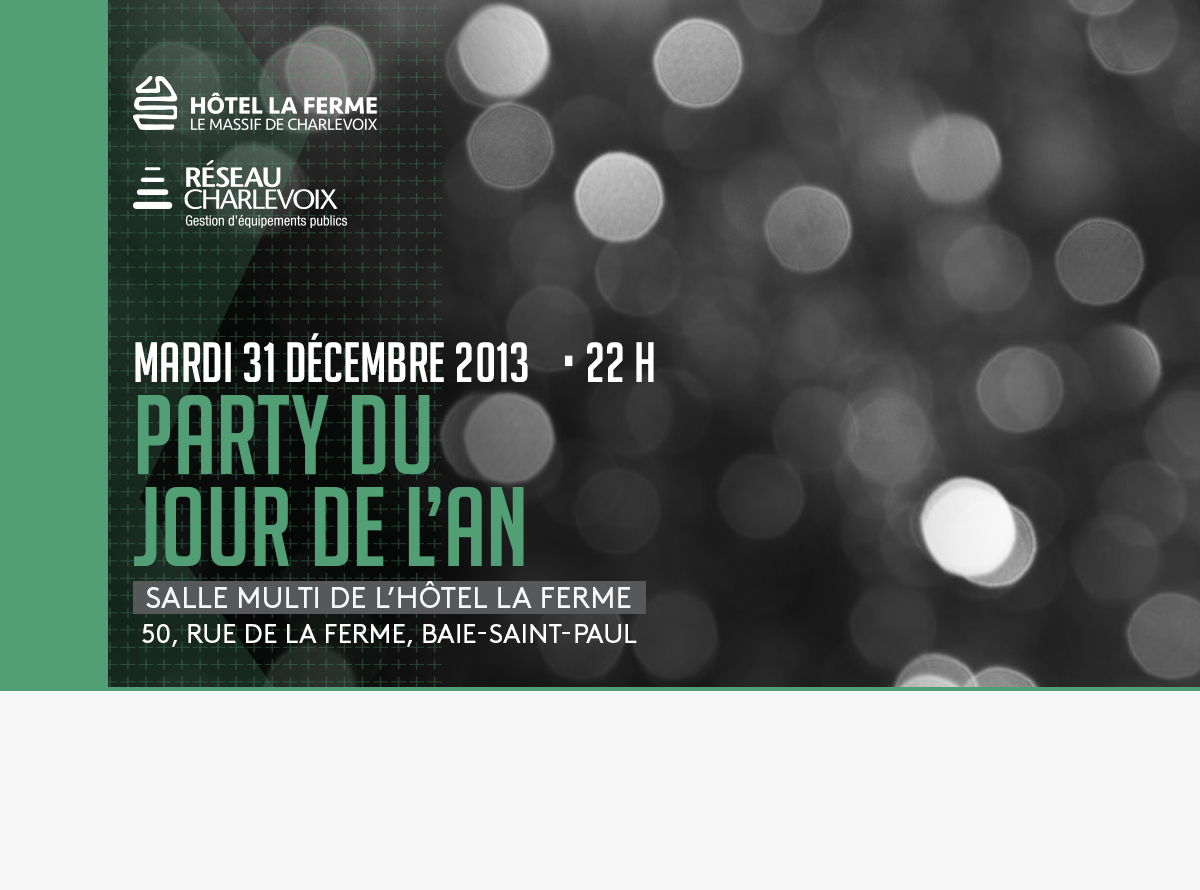 HÔTEL LA FERME
LE MASSIF DE CHARLEVOIX
RÉSEAU
CHARLEVOIX
Gestion d'équipements publics
MARDI 31 DÉCEMBRE 2013 · 22 H
PARTY DU
JOUR DE L'AN
SALLE MULTI DE L'HÔTEL LA FERME
50, RUE DE LA FERME, BAIE-SAINT-PAUL